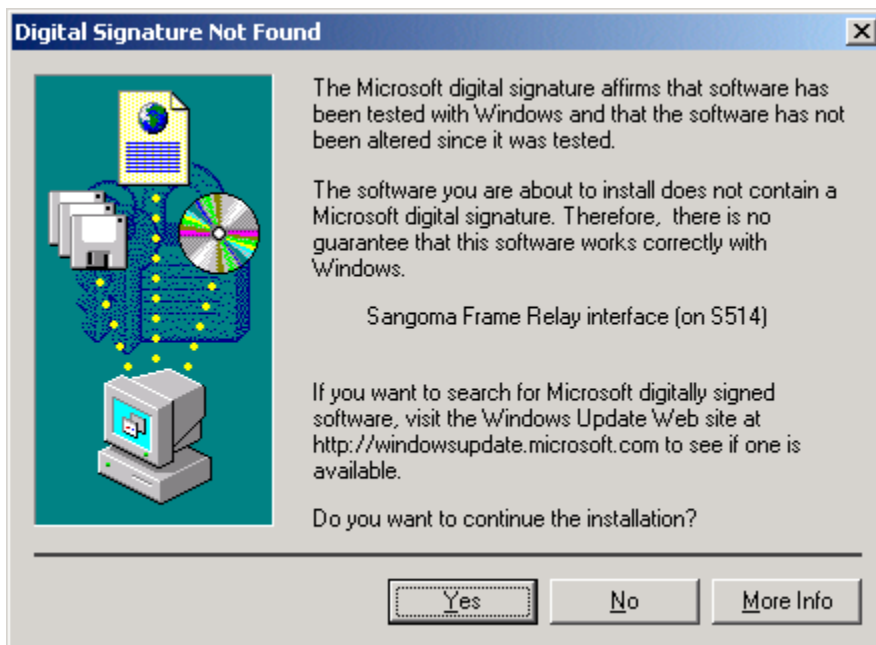 Digital Signature Not Found
The Microsoft digital signature affirms that software has
been tested with Windows and that the software has not
been altered since it was tested.
The software you are about to install does not contain a
Microsoft digital signature. Therefore,  there is no
guarantee that this software works correctly with
Windows.
Sangoma Frame Relay interface (on S514)
If you want to search for Microsoft digitally signed
software, visit the Windows Update Web site at
http://windowsupdate.microsoft.com to see if one is
available.
Do you want to continue the installation?
Yes No More Info